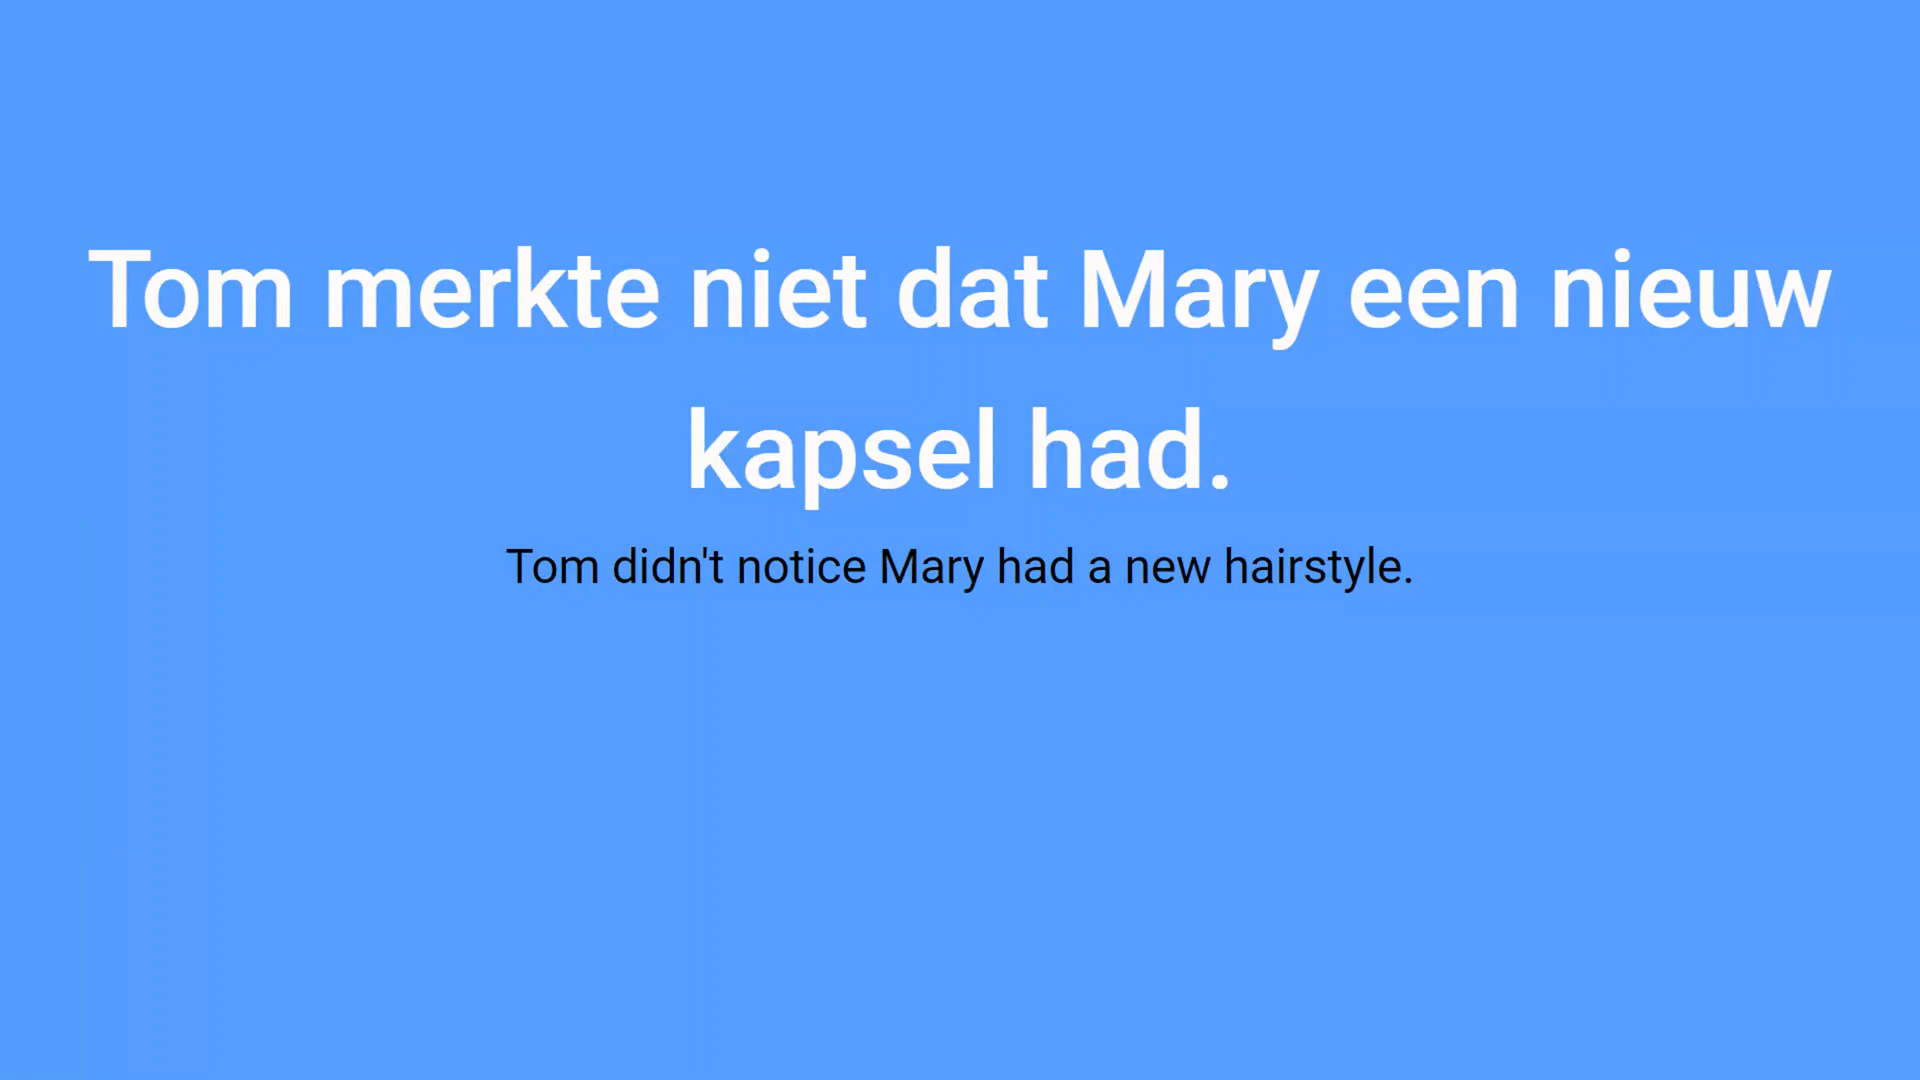 Tom merkte niet dat Mary een nieuw
kapsel had.
Tom didn't notice Mary had a new hairstyle.